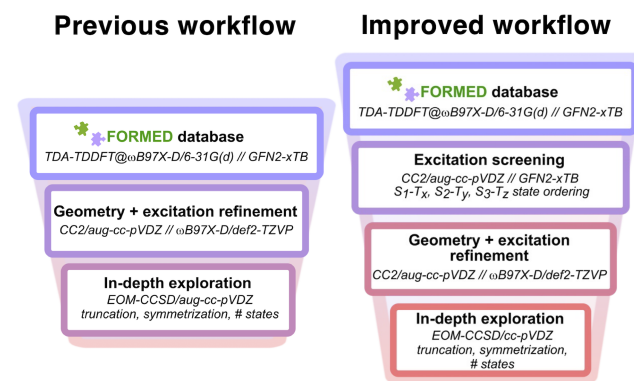 Previous workflow
FORMED database
TDA-TDDFT@ωB97X-D/6-31G(d) // GFN2-xTB
Geometry + excitation refinement
CC2/aug-cc-pVDZ // ωB97X-D/def2-TZVP
In-depth exploration
EOM-CCSD/aug-cc-pVDZ
truncation, symmetrization, # states
Improved workflow
FORMED database
TDA-TDDFT@ωB97X-D/6-31G(d) // GFN2-xTB
Excitation screening
CC2/aug-cc-pVDZ // GFN2-xTB
S1-Tx, S2-Ty, S3-Tz state ordering
Geometry + excitation
refinement
CC2/aug-cc-pVDZ // ωB97X-D/def2-TZVP
In-depth exploration
EOM-CCSD/cc-pVDZ
truncation, symmetrization,
# states